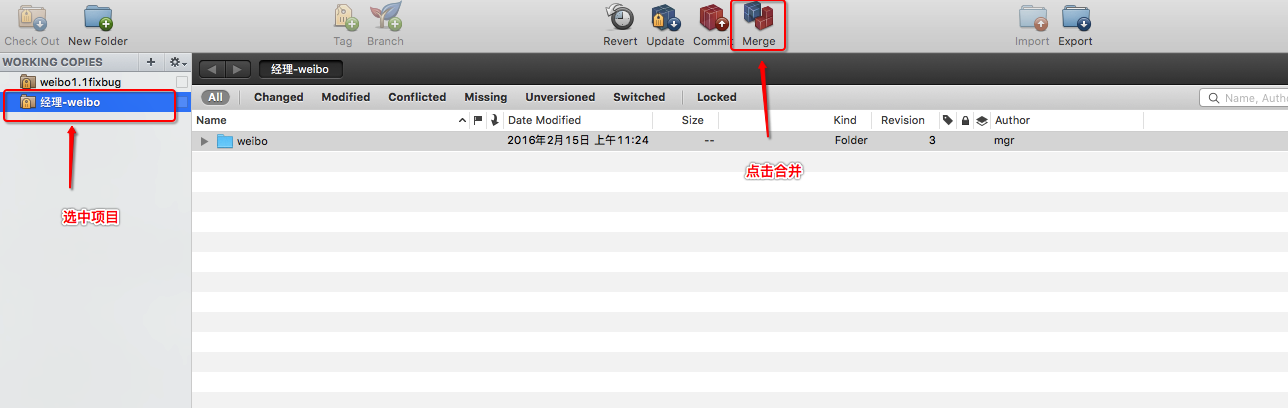 Check Out New Folder Tag Branch Revert Update Commit Merge Import Export
WORKING COPIES
经理-weibo
weibo1.1fixbug
经理-weibo
All Changed Modified Conflicted Missing Unversioned Switched Locked
Name, Autho
Name Date Modified Size Kind Revision Author
weibo 2016年2月15日 上午11:24 -- Folder 3 mgr
点击合并
选中项目